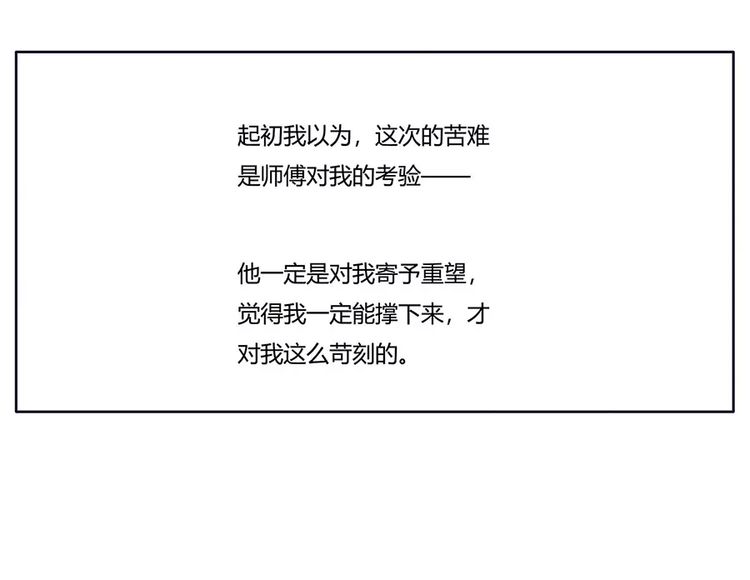 起初我以为，这次的苦难
是师傅对我的考验——
他一定是对我寄予重望，
觉得我一定能撑下来，才
对我这么苛刻的。